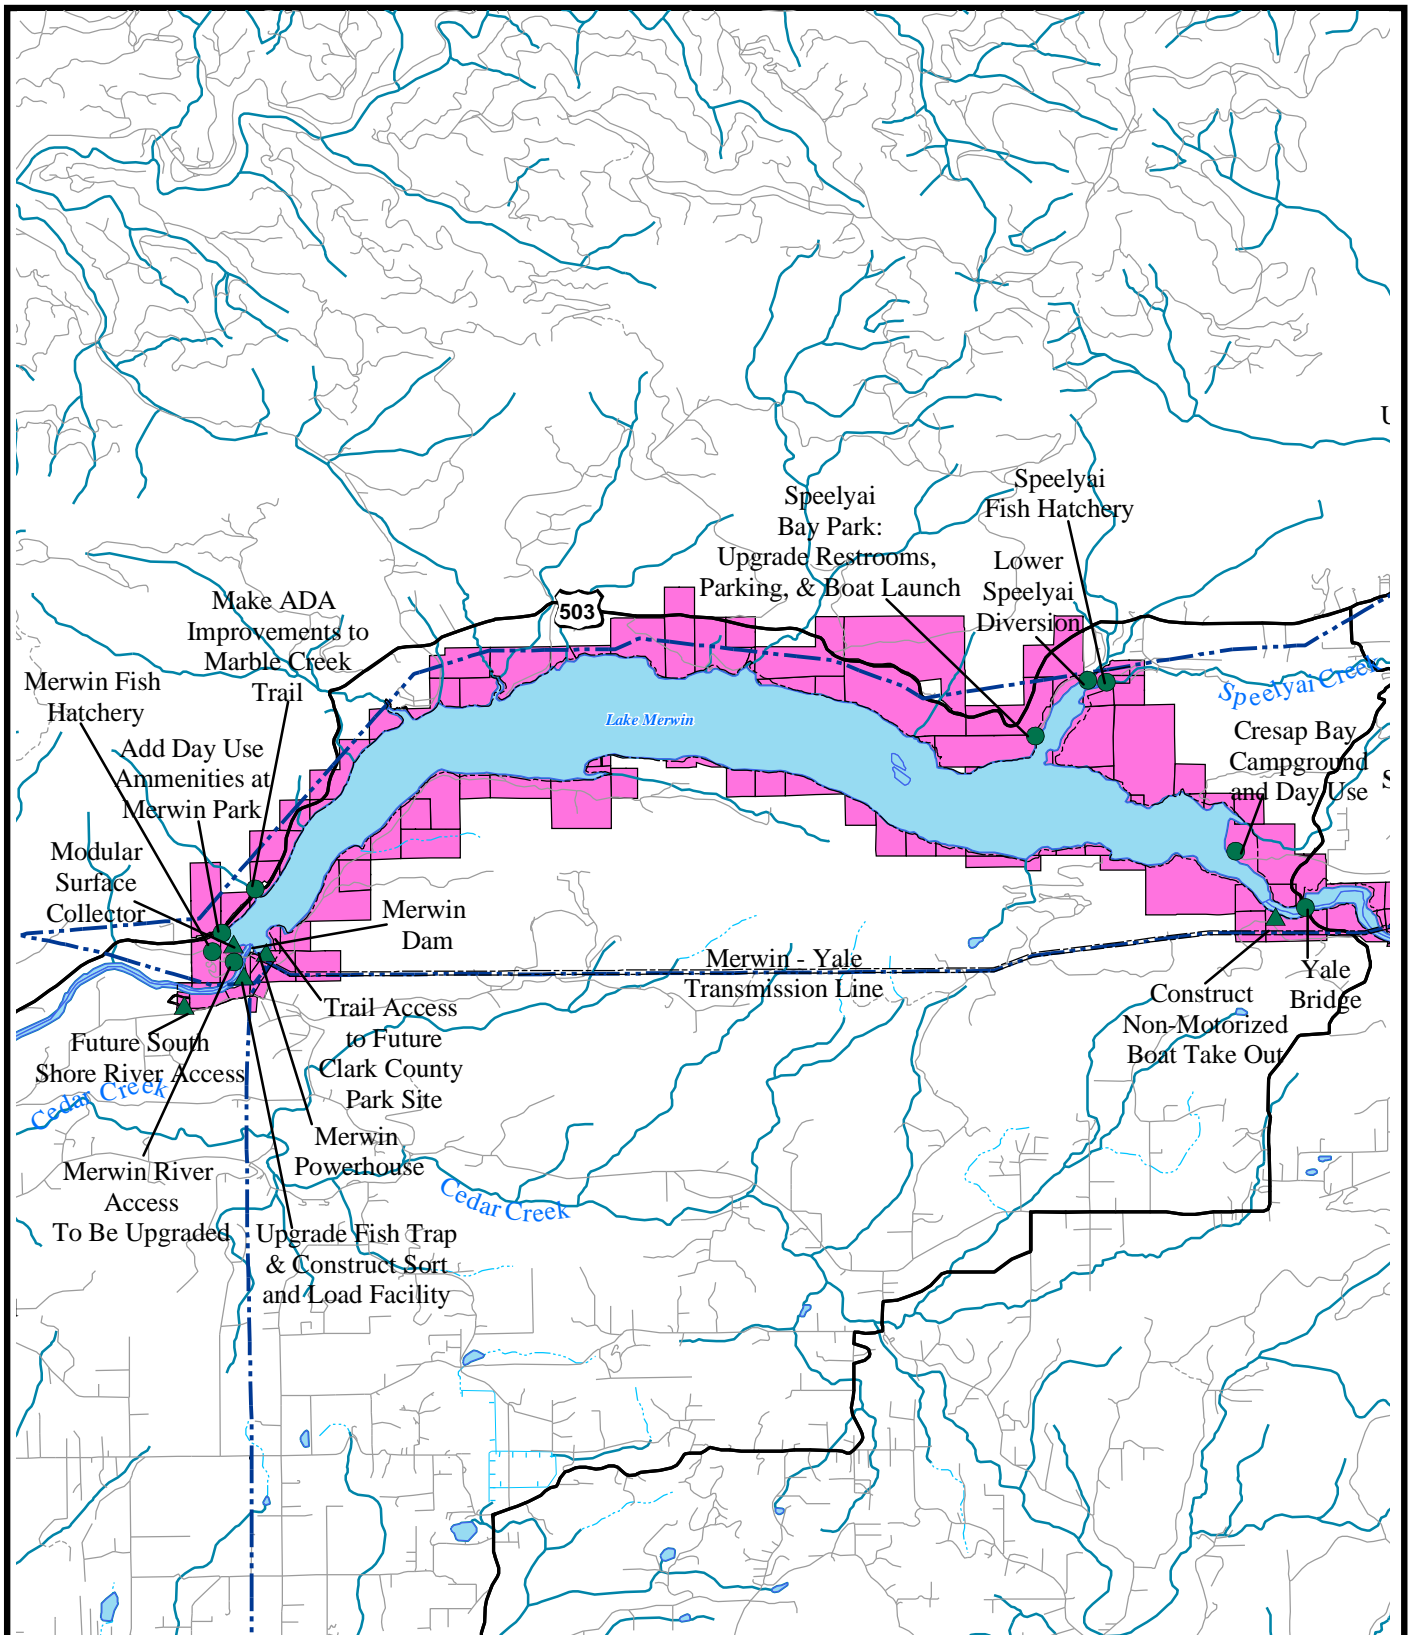 U
Speelyai
Fish Hatchery
Speelyai
Bay Park:
Upgrade Restrooms,
Parking, & Boat Launch
Lower
Speelyai
Diversion
503
Make ADA
Improvements to
Marble Creek
Trail
Merwin Fish
Hatchery
Lake Merwin
Speelyai Creek
Add Day Use
Ammenities at
Merwin Park
Cresap Bay
Campground
and Day Use
S
Modular
Surface
Collector
Merwin
Dam
Merwin - Yale
Transmission Line
Yale
Bridge
Construct
Non-Motorized
Boat Take Out
Trail Access
to Future
Clark County
Park Site
Future South
Shore River Access
Cedar Creek
Merwin
Powerhouse
Merwin River
Access
To Be Upgraded
Cedar Creek
Upgrade Fish Trap
& Construct Sort
and Load Facility